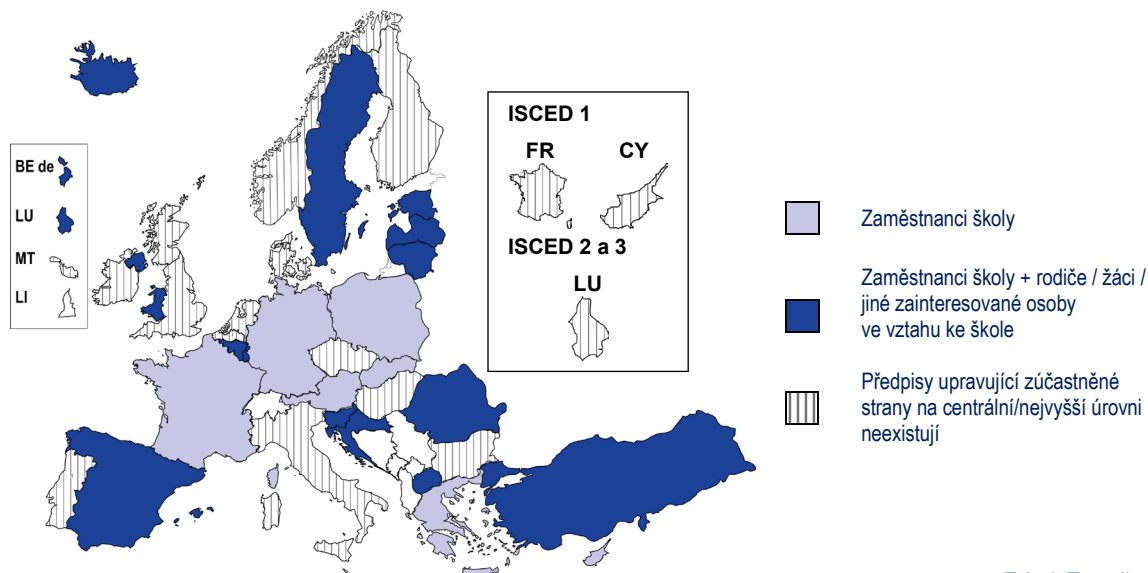 BE de
LU
MT
LI
ISCED 1
FR CY
ISCED 2 a 3
LU
Zaměstnanci školy
Zaměstnanci školy + rodiče / žáci /
jiné zainteresované osoby
ve vztahu ke škole
Předpisy upravující zúčastněné
strany na centrální/nejvyšší úrovni
neexistují